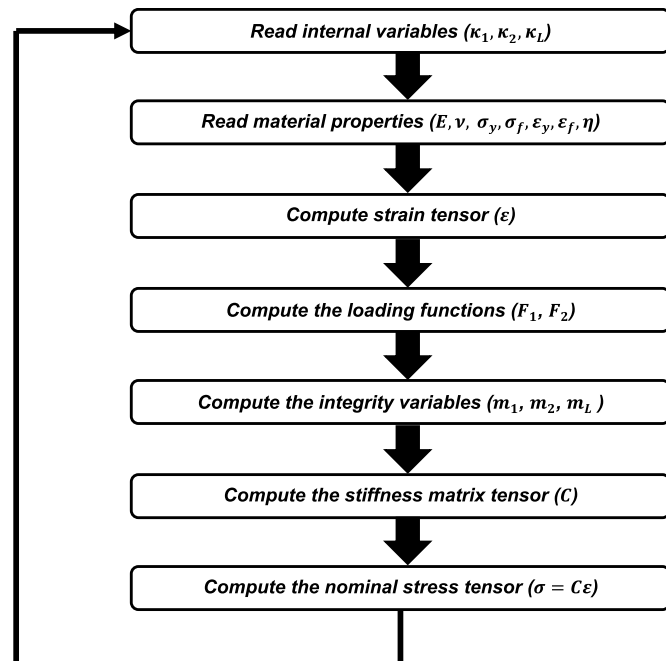 Read internal variables (κ₁, κ₂, κ_L)
Read material properties (E, ν, σ_y, σ_f, ε_y, ε_f, η)
Compute strain tensor (ε)
Compute the loading functions (F₁, F₂)
Compute the integrity variables (m₁, m₂, m_L )
Compute the stiffness matrix tensor (C)
Compute the nominal stress tensor (σ = Cε)